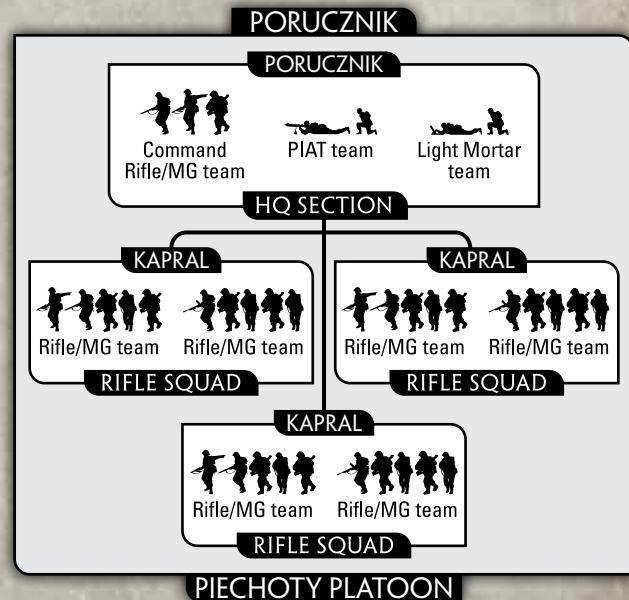 PORUCZNIK
PORUCZNIK
Command
Rifle/MG team
PIAT team
Light Mortar
team
HQ SECTION
KAPRAL
Rifle/MG team Rifle/MG team
RIFLE SQUAD
KAPRAL
Rifle/MG team Rifle/MG team
RIFLE SQUAD
KAPRAL
Rifle/MG team Rifle/MG team
RIFLE SQUAD
PIECHOTY PLATOON